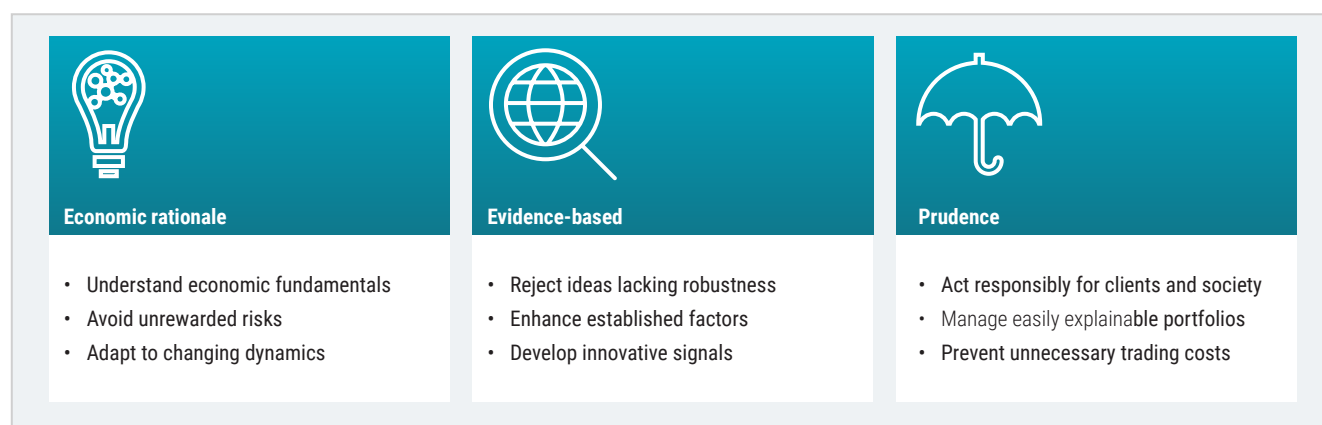 Economic rationale
• Understand economic fundamentals
• Avoid unrewarded risks
• Adapt to changing dynamics
Evidence-based
• Reject ideas lacking robustness
• Enhance established factors
• Develop innovative signals
Prudence
• Act responsibly for clients and society
• Manage easily explainable portfolios
• Prevent unnecessary trading costs